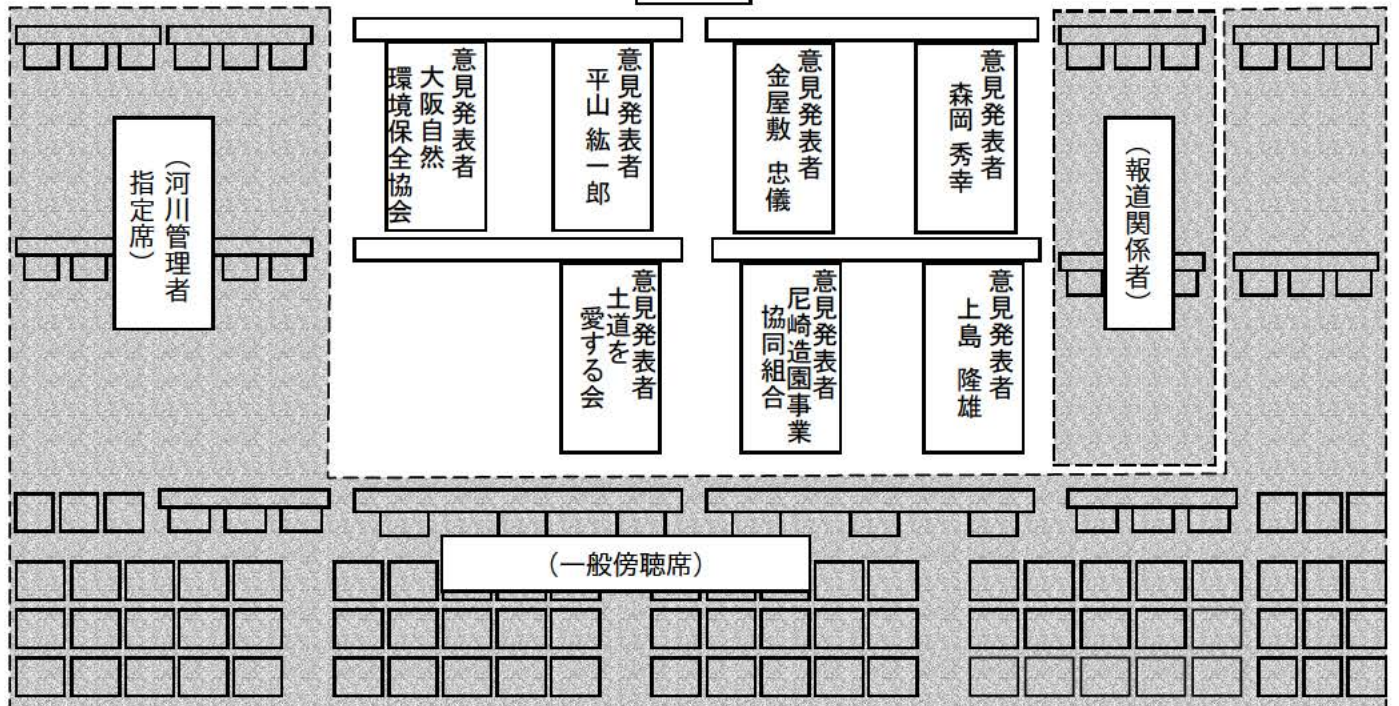 意見発表者
大阪自然
環境保全協会
意見発表者
平山 紘一郎
意見発表者
金屋敷 忠儀
意見発表者
森岡 秀幸
（河川管理者
指定席）
（報道関係者）
意見発表者
土道を
愛する会
意見発表者
尼崎造園事業
協同組合
意見発表者
上島 隆雄
（一般傍聴席）